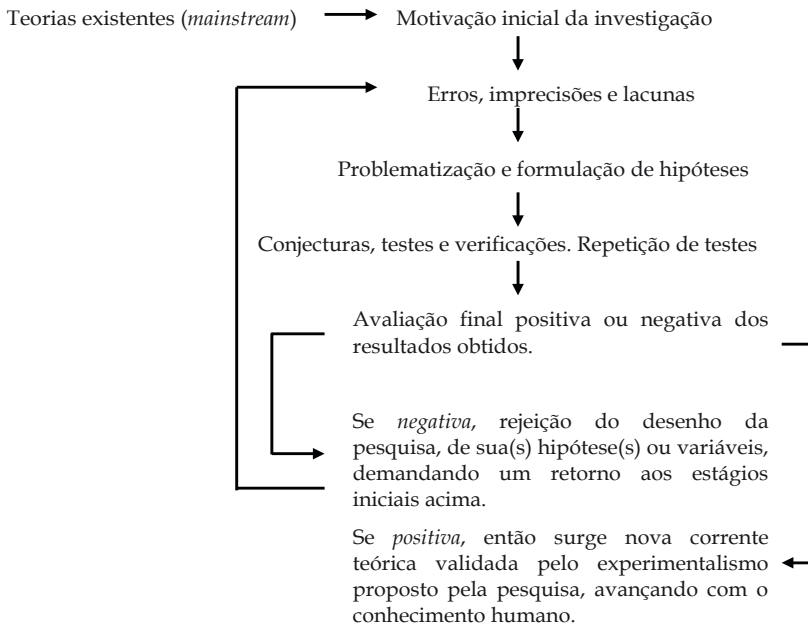 Teorias existentes (mainstream)
Motivação inicial da investigação
Erros, imprecisões e lacunas
Problematização e formulação de hipóteses
Conjecturas, testes e verificações. Repetição de testes
Avaliação final positiva ou negativa dos
resultados obtidos.
Se negativa, rejeição do desenho da
pesquisa, de sua(s) hipótese(s) ou variáveis,
demandando um retorno aos estágios
iniciais acima.
Se positiva, então surge nova corrente
teórica validada pelo experimentalismo
proposto pela pesquisa, avançando com o
conhecimento humano.